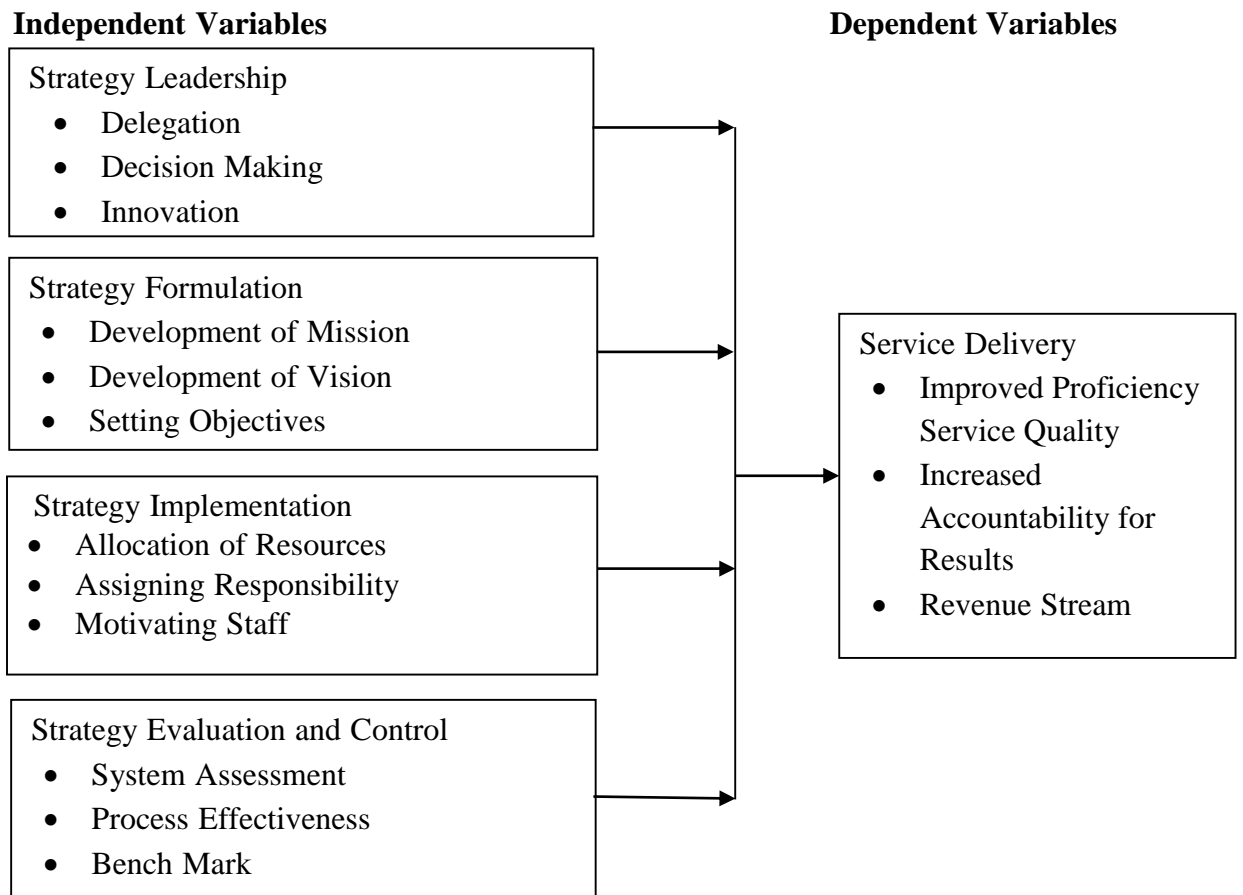 Independent Variables
Dependent Variables
Strategy Leadership
• Delegation
• Decision Making
• Innovation
Strategy Formulation
• Development of Mission
• Development of Vision
• Setting Objectives
Strategy Implementation
• Allocation of Resources
• Assigning Responsibility
• Motivating Staff
Strategy Evaluation and Control
• System Assessment
• Process Effectiveness
• Bench Mark
Service Delivery
• Improved Proficiency
Service Quality
• Increased
Accountability for
Results
• Revenue Stream